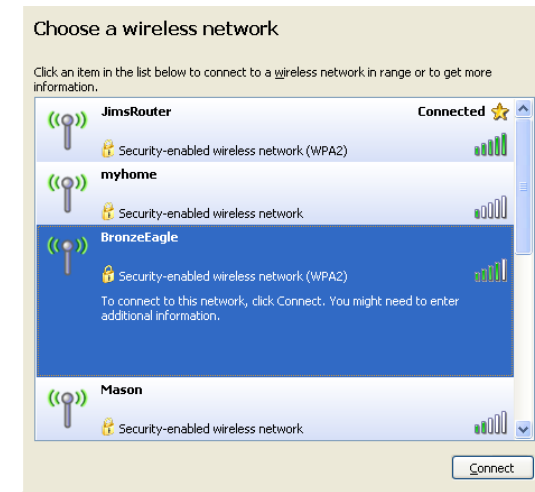 Choose a wireless network
Click an item in the list below to connect to a wireless network in range or to get more
information.
JimsRouter Connected
Security-enabled wireless network (WPA2)
myhome
Security-enabled wireless network
BronzeEagle
Security-enabled wireless network (WPA2)
To connect to this network, click Connect. You might need to enter
additional information.
Mason
Security-enabled wireless network
Connect